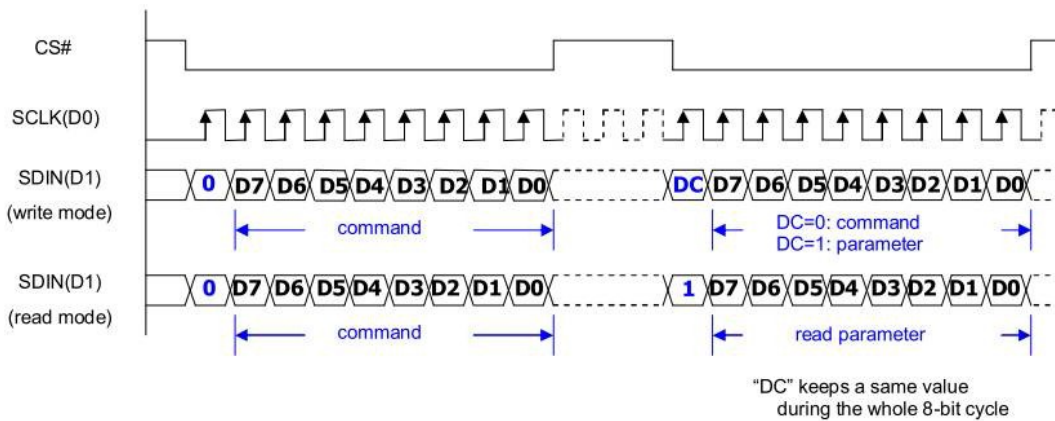 CS#
SCLK(D0)
SDIN(D1) 0 D7 D6 D5 D4 D3 D2 D1 D0 DC D7 D6 D5 D4 D3 D2 D1 D0
(write mode) command DC=0: command
DC=1: parameter
SDIN(D1) 0 D7 D6 D5 D4 D3 D2 D1 D0 1 D7 D6 D5 D4 D3 D2 D1 D0
(read mode) command read parameter
“DC” keeps a same value
during the whole 8-bit cycle